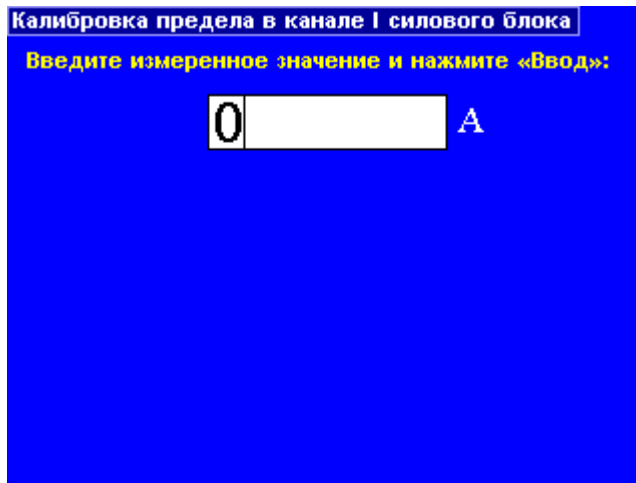 Калибровка предела в канале I силового блока
Введите измеренное значение и нажмите «Ввод»:
0 А